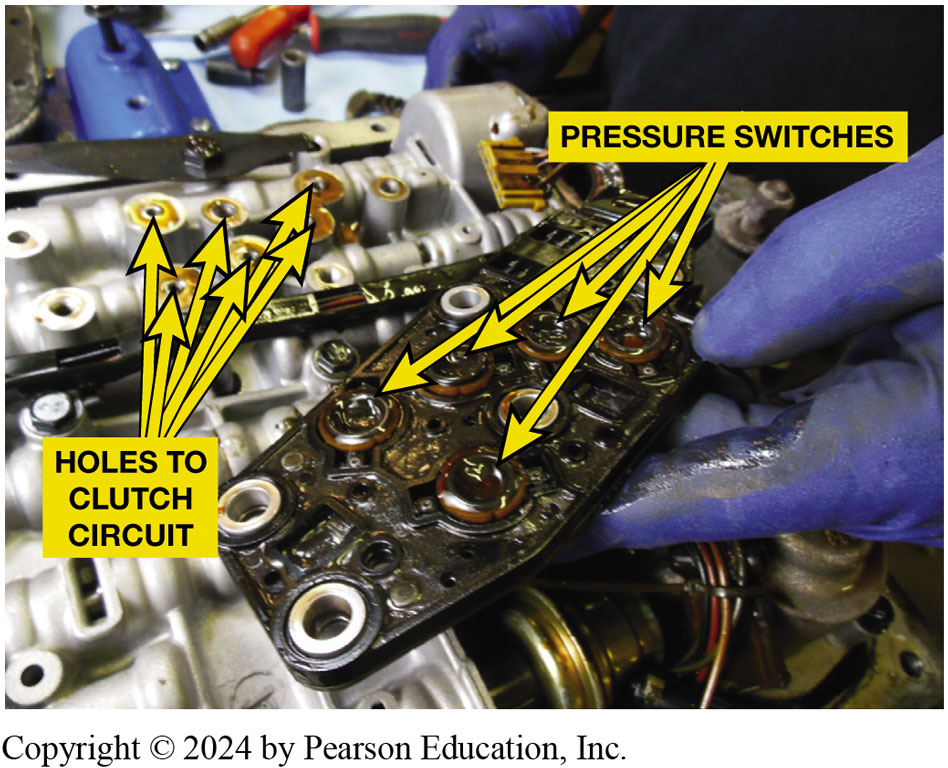 PRESSURE SWITCHES
HOLES TO
CLUTCH
CIRCUIT
Copyright © 2024 by Pearson Education, Inc.